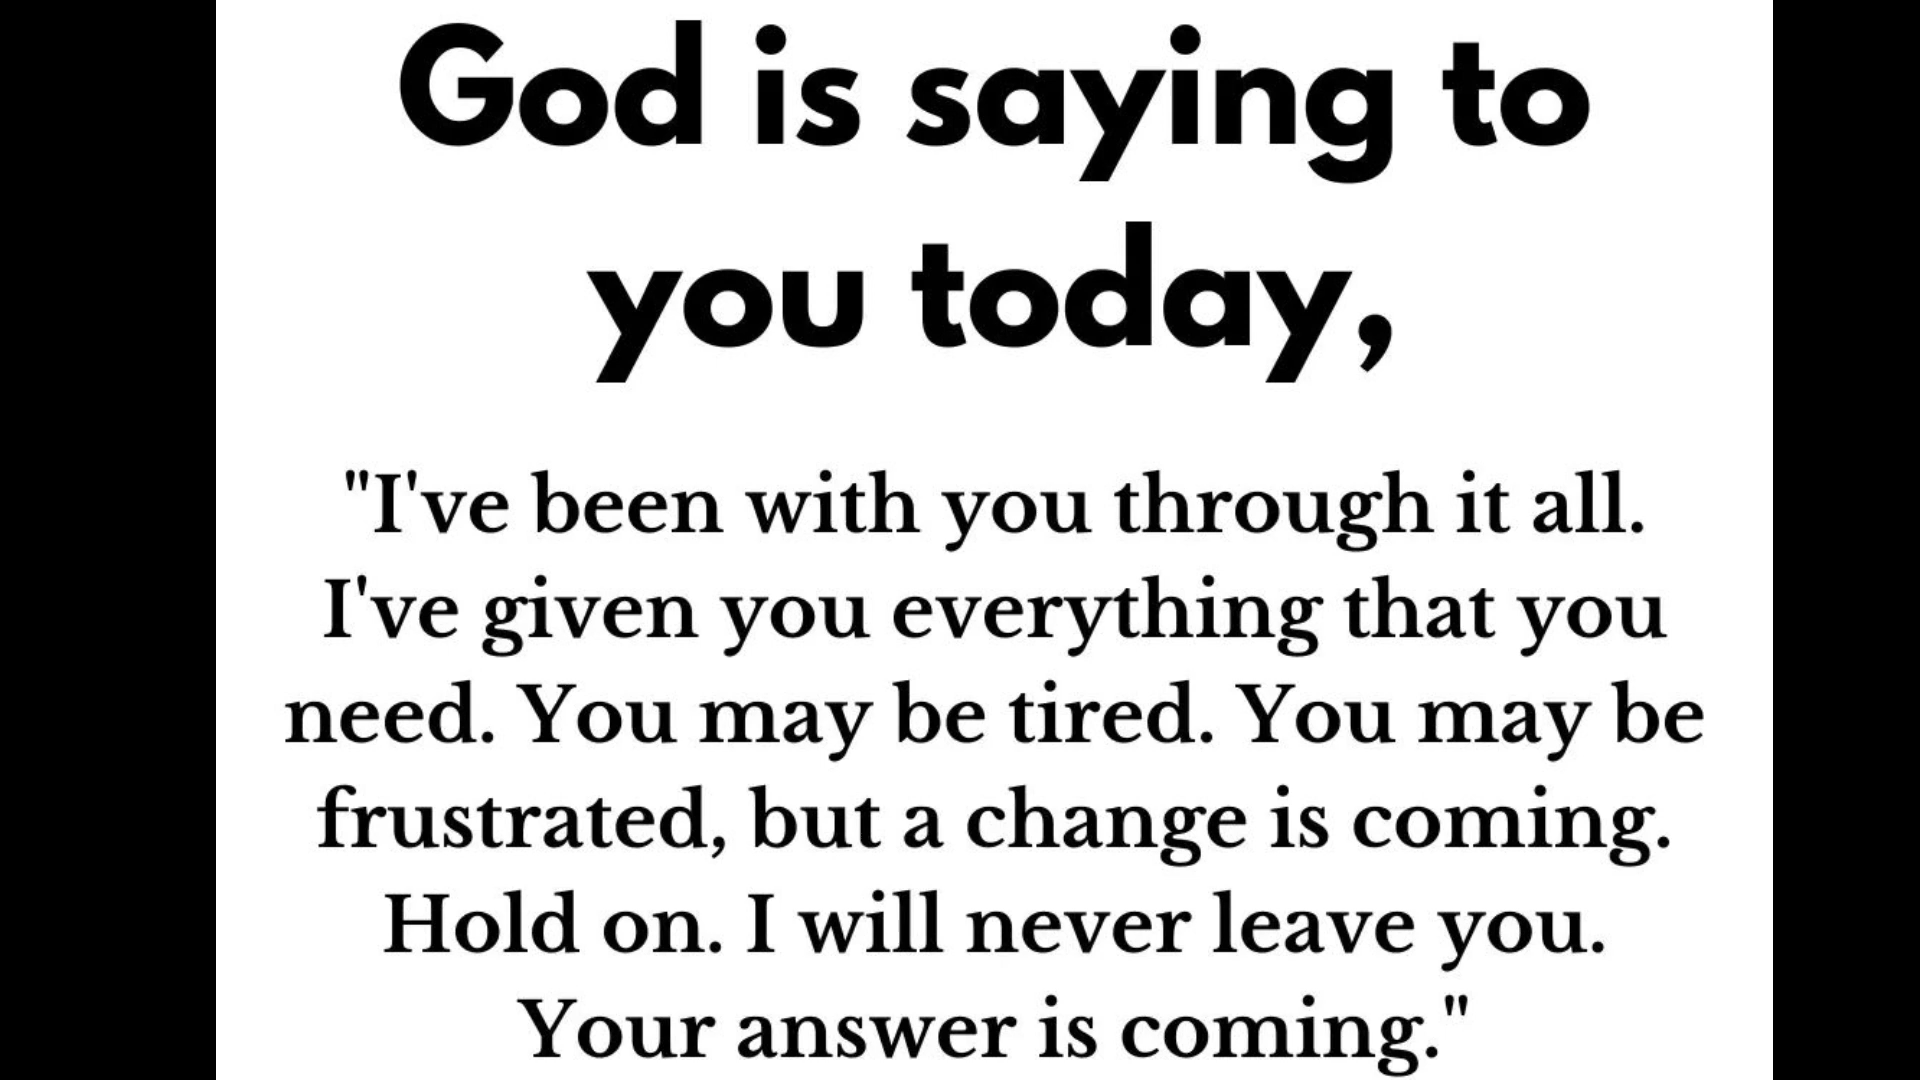 God is saying to
you today,
"I've been with you through it all.
I've given you everything that you
need. You may be tired. You may be
frustrated, but a change is coming.
Hold on. I will never leave you.
Your answer is coming."